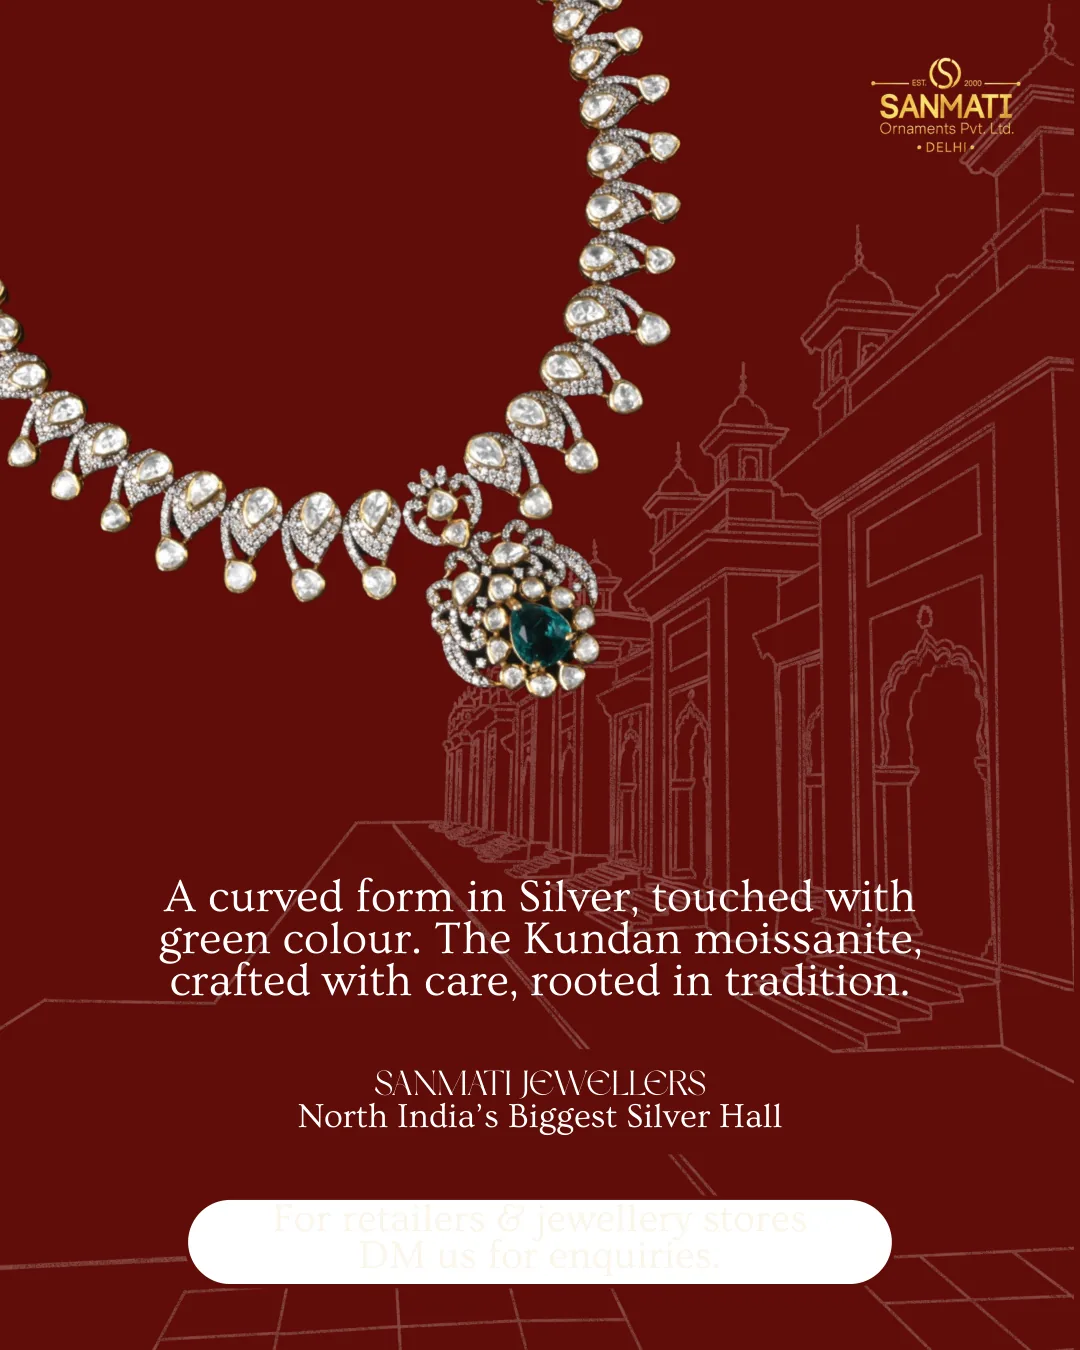 EST. 2000
SANMATI
Ornaments Pvt. Ltd.
• DELHI •
A curved form in Silver, touched with
green colour. The Kundan moissanite,
crafted with care, rooted in tradition.
SANMATI JEWELLERS
North India’s Biggest Silver Hall
For retailers & jewellery stores
DM us for enquiries.